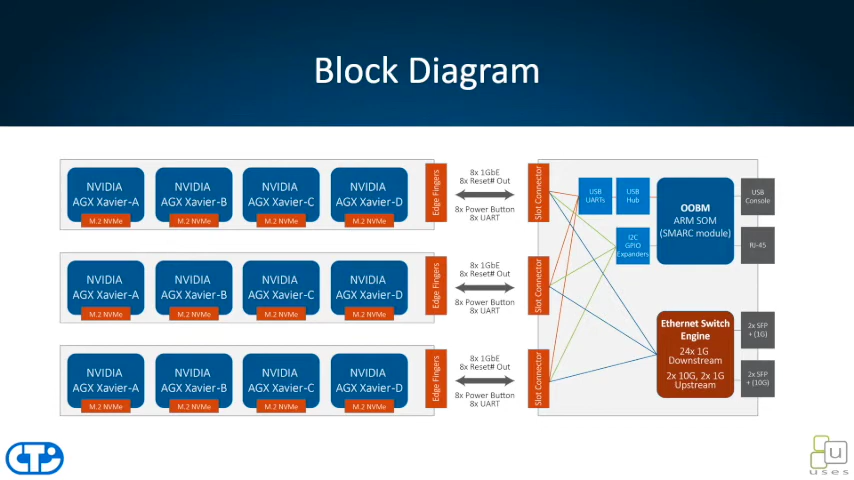 Block Diagram
NVIDIA
AGX Xavier-A
M.2 NVMe
NVIDIA
AGX Xavier-B
M.2 NVMe
NVIDIA
AGX Xavier-C
M.2 NVMe
NVIDIA
AGX Xavier-D
M.2 NVMe
Edge Fingers
8x 1GbE
8x Reset# Out
8x Power Button
8x UART
Slot Connector
NVIDIA
AGX Xavier-A
M.2 NVMe
NVIDIA
AGX Xavier-B
M.2 NVMe
NVIDIA
AGX Xavier-C
M.2 NVMe
NVIDIA
AGX Xavier-D
M.2 NVMe
Edge Fingers
8x 1GbE
8x Reset# Out
8x Power Button
8x UART
Slot Connector
NVIDIA
AGX Xavier-A
M.2 NVMe
NVIDIA
AGX Xavier-B
M.2 NVMe
NVIDIA
AGX Xavier-C
M.2 NVMe
NVIDIA
AGX Xavier-D
M.2 NVMe
Edge Fingers
8x 1GbE
8x Reset# Out
8x Power Button
8x UART
Slot Connector
USB
UARTs
USB
Hub
I2C
GPIO
Expanders
OOBM
ARM SOM
(SMARC module)
USB
Console
RJ-45
Ethernet Switch
Engine
24x 1G
Downstream
2x 10G, 2x 1G
Upstream
2x SFP
+ (1G)
2x SFP
+ (10G)
CTi
u
uses